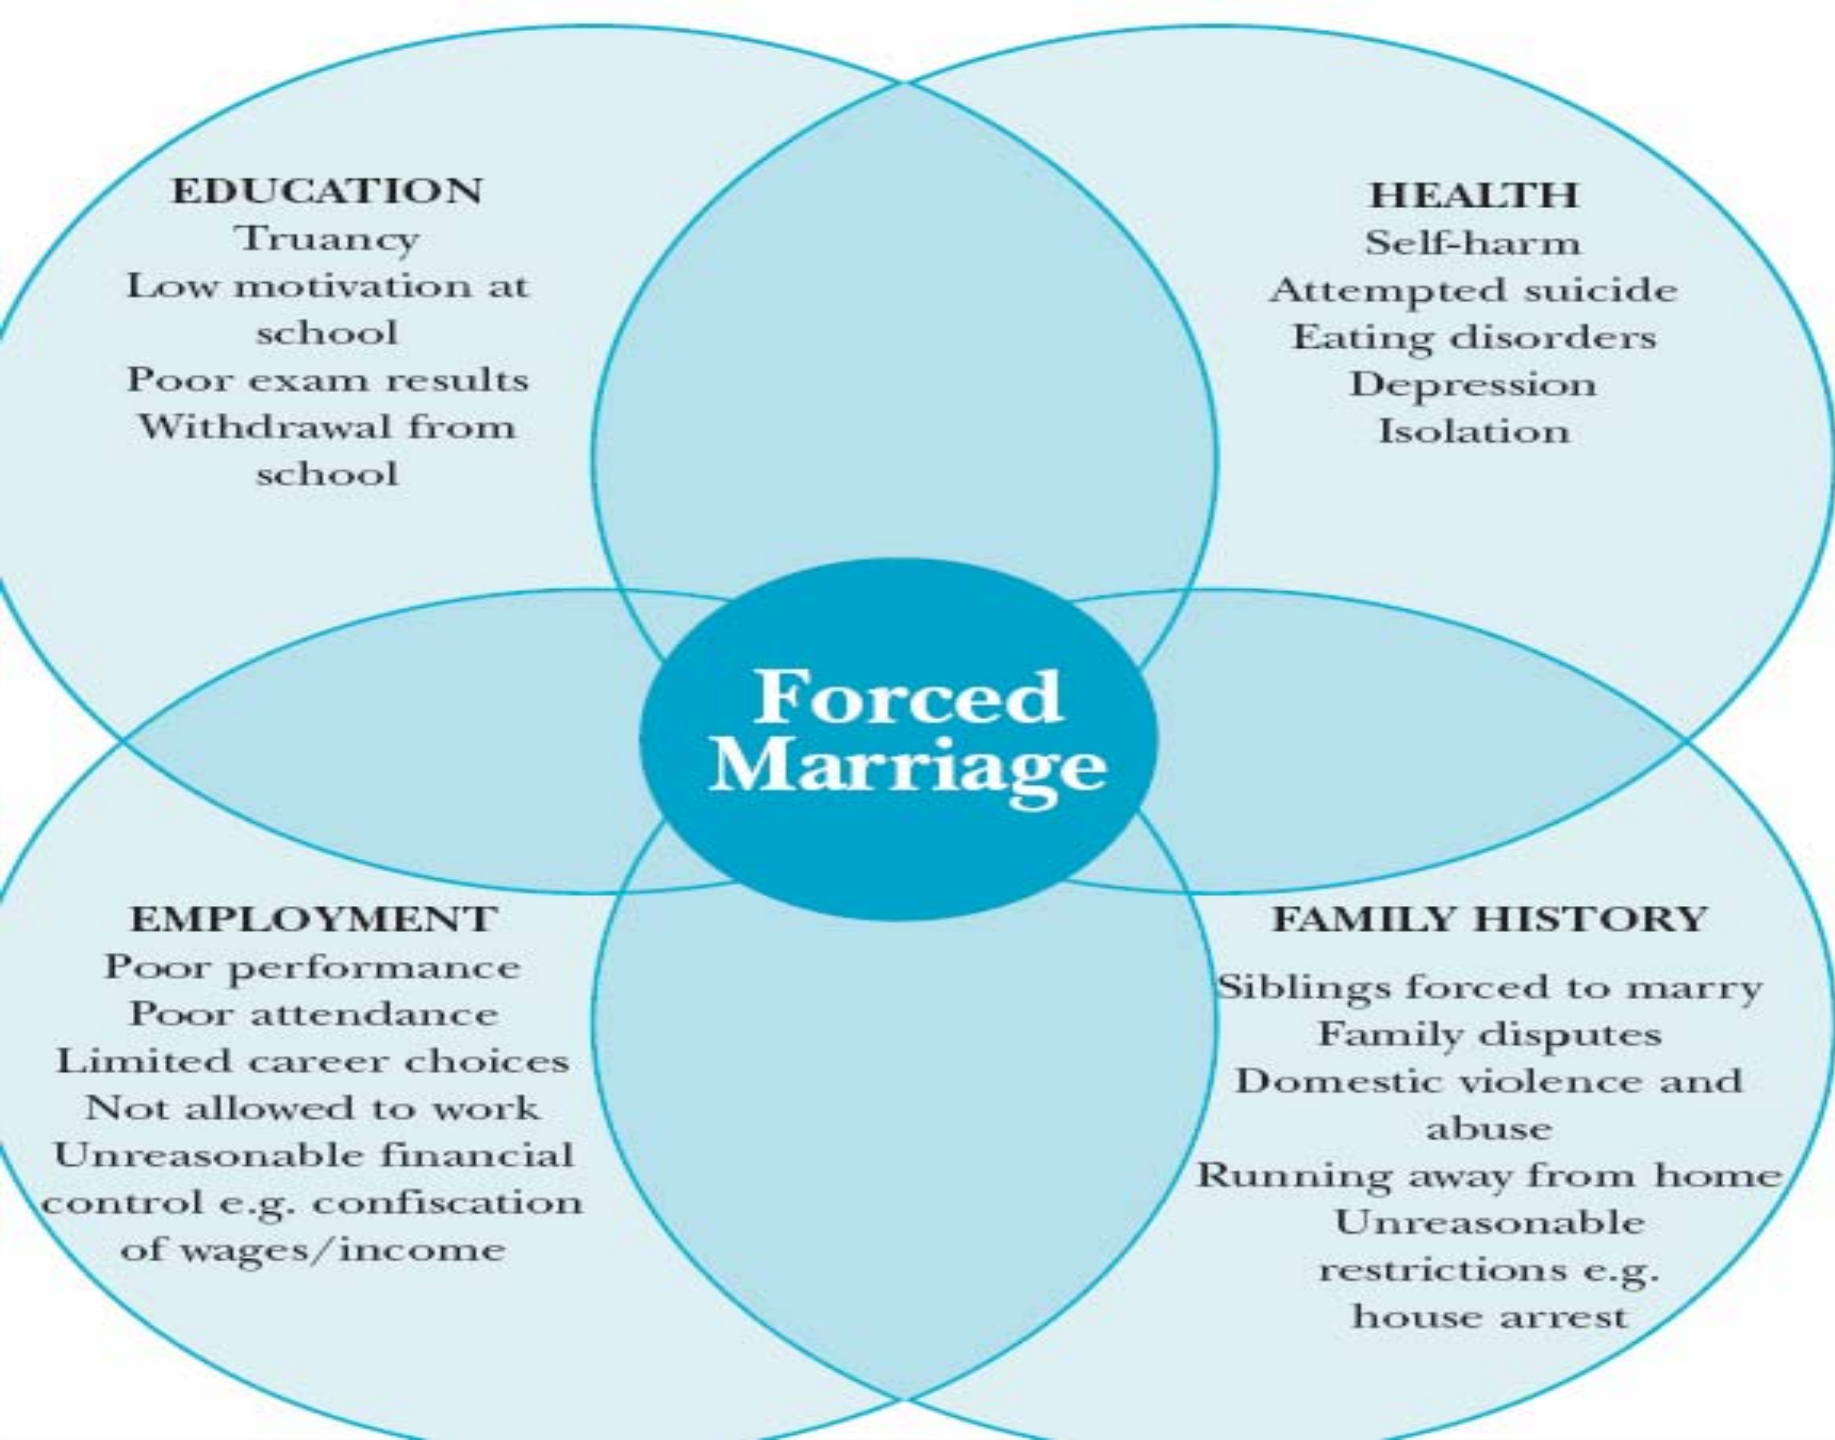 EDUCATION
Truancy
Low motivation at
school
Poor exam results
Withdrawal from
school
HEALTH
Self-harm
Attempted suicide
Eating disorders
Depression
Isolation
Forced
Marriage
EMPLOYMENT
Poor performance
Poor attendance
Limited career choices
Not allowed to work
Unreasonable financial
control e.g. confiscation
of wages/income
FAMILY HISTORY
Siblings forced to marry
Family disputes
Domestic violence and
abuse
Running away from home
Unreasonable
restrictions e.g.
house arrest